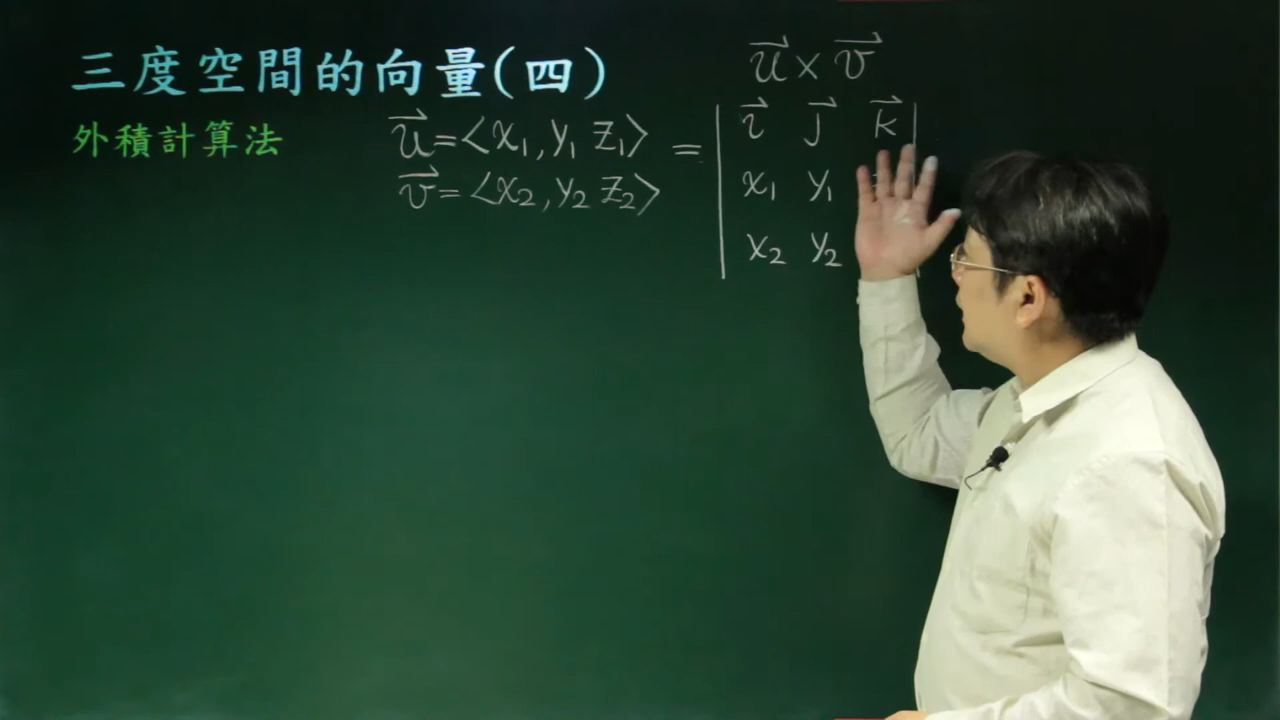 三度空間的向量(四)
外積計算法
u⃗=<x₁,y₁ z₁>
v⃗=<x₂,y₂ z₂>
u⃗×v⃗
= | i⃗ j⃗ k⃗ |
x₁ y₁
x₂ y₂